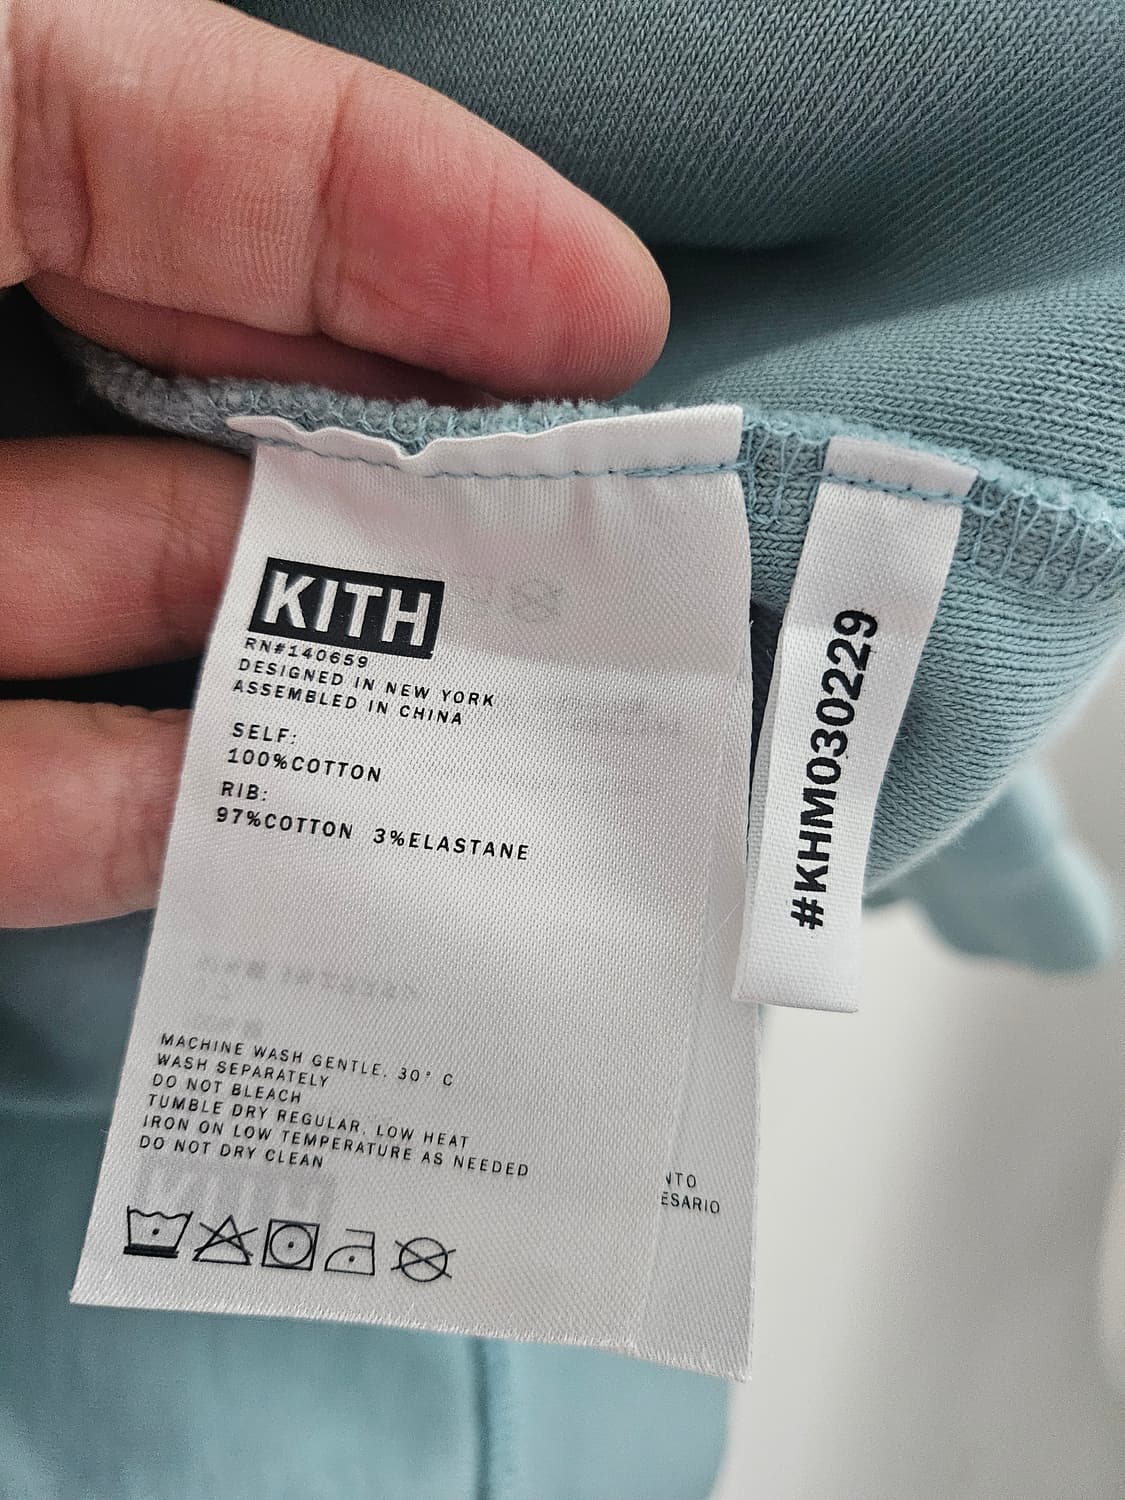 KITH
RN#140659
DESIGNED IN NEW YORK
ASSEMBLED IN CHINA
SELF:
100%COTTON
RIB:
97%COTTON 3%ELASTANE
MACHINE WASH GENTLE, 30° C
WASH SEPARATELY
DO NOT BLEACH
TUMBLE DRY REGULAR, LOW HEAT
IRON ON LOW TEMPERATURE AS NEEDED
DO NOT DRY CLEAN
NTO
ESARIO
#KHM030229